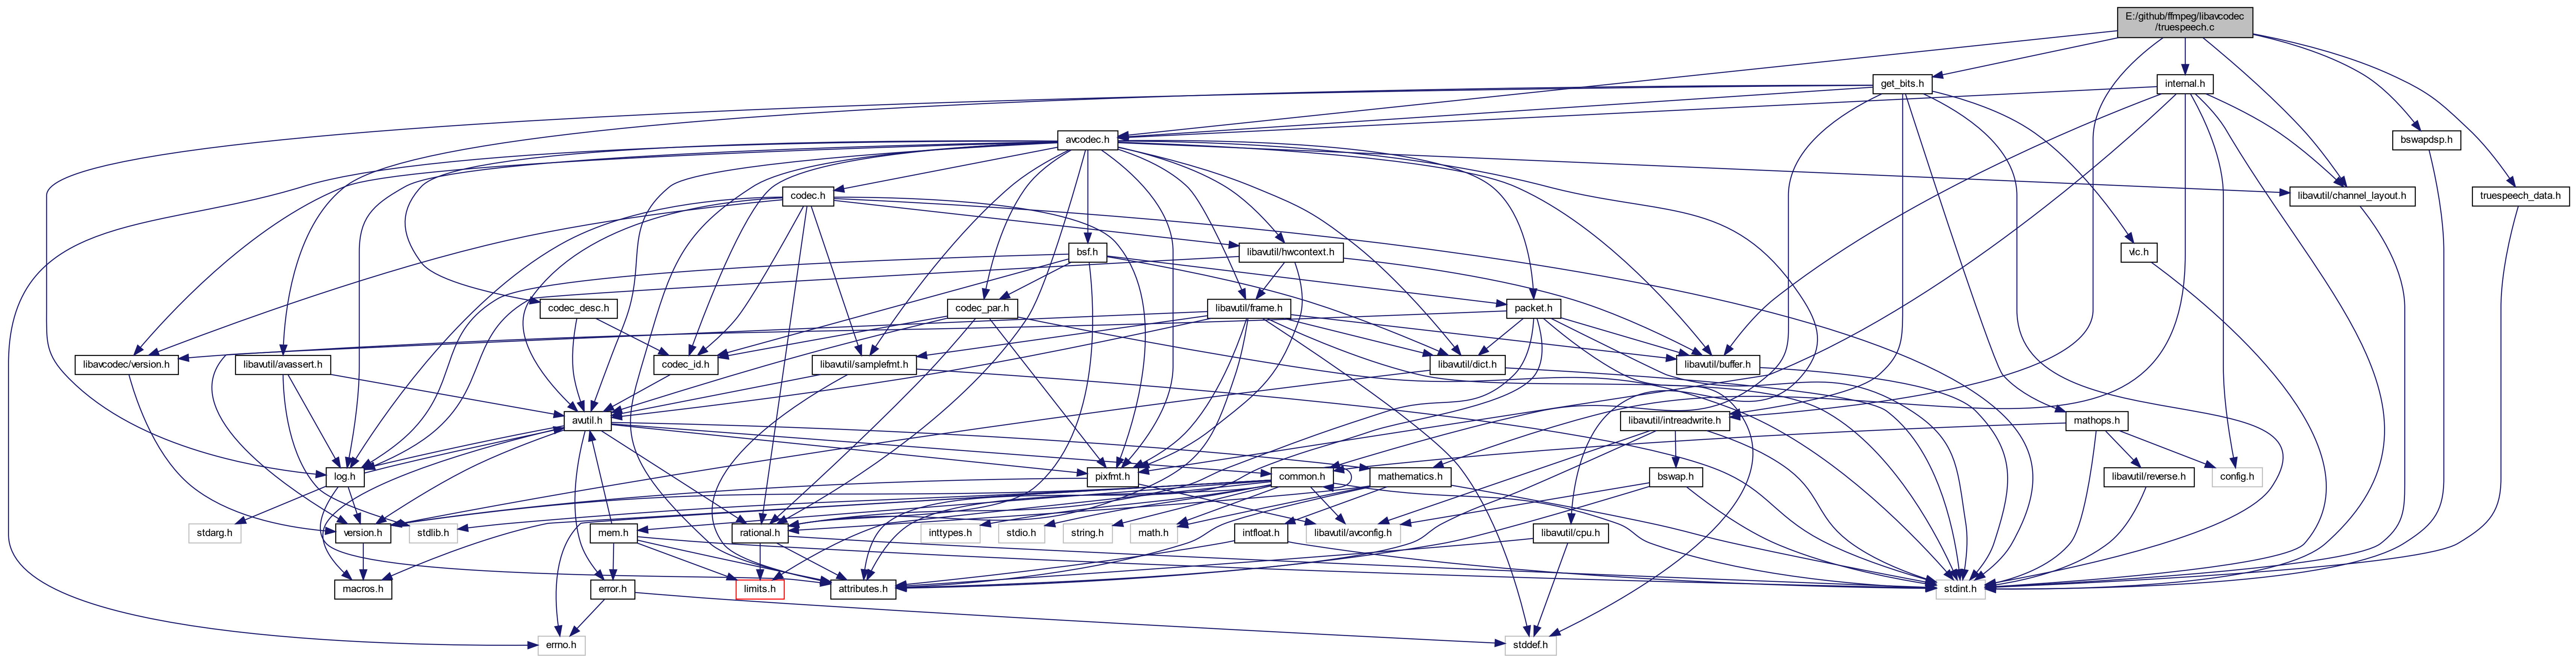 E:/github/ffmpeg/libavcodec
/truespeech.c
get_bits.h
internal.h
avcodec.h
bswapdsp.h
codec.h
libavutil/channel_layout.h
truespeech_data.h
bsf.h
libavutil/hwcontext.h
vlc.h
codec_desc.h
codec_par.h
libavutil/frame.h
packet.h
libavcodec/version.h
libavutil/avassert.h
codec_id.h
libavutil/samplefmt.h
libavutil/dict.h
libavutil/buffer.h
avutil.h
libavutil/intreadwrite.h
mathops.h
log.h
pixfmt.h
common.h
mathematics.h
bswap.h
libavutil/reverse.h
config.h
stdarg.h
version.h
stdlib.h
mem.h
rational.h
inttypes.h
stdio.h
string.h
math.h
intfloat.h
libavutil/avconfig.h
libavutil/cpu.h
macros.h
error.h
limits.h
attributes.h
stdint.h
errno.h
stddef.h